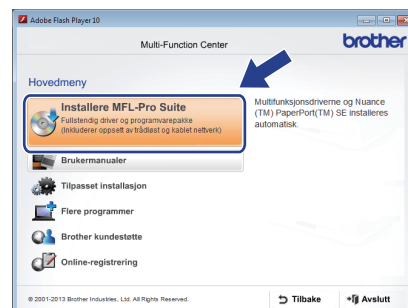 Adobe Flash Player 10
Multi-Function Center
brother
Hovedmeny
Installere MFL-Pro Suite
Fullstendig driver og programvarepakke
(Inkluderer oppsett av trådløst og kablet nettverk)
Multifunksjonsdriverne og Nuance
(TM) PaperPort(TM) SE installeres
automatisk.
Brukermanualer
Tilpasset installasjon
Flere programmer
Brother kundestøtte
Online-registrering
© 2001-2013 Brother Industries, Ltd. All Rights Reserved.
Tilbake
Avslutt